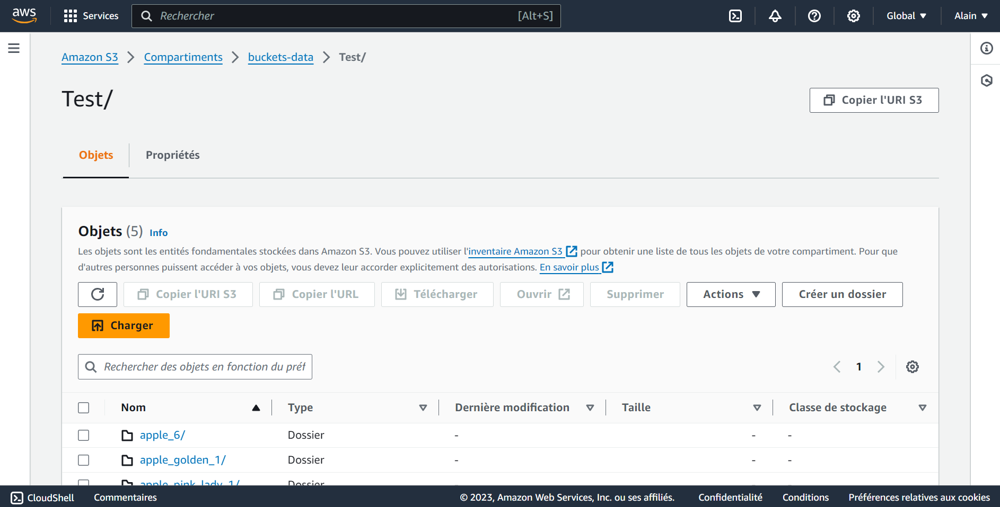 aws
Services
Rechercher [Alt+S]
Global
Alain
Amazon S3
Compartiments
buckets-data
Test/
Test/
Copier l'URI S3
Objets
Propriétés
Objets (5) Info
Les objets sont les entités fondamentales stockées dans Amazon S3. Vous pouvez utiliser l'inventaire Amazon S3 pour obtenir une liste de tous les objets de votre compartiment. Pour que
d'autres personnes puissent accéder à vos objets, vous devez leur accorder explicitement des autorisations. En savoir plus
Copier l'URI S3
Copier l'URL
Télécharger
Ouvrir
Supprimer
Actions
Créer un dossier
Charger
Rechercher des objets en fonction du préf
1
Nom
Type
Dernière modification
Taille
Classe de stockage
apple_6/ Dossier - - -
apple_golden_1/ Dossier - - -
apple_pink_lady_1/ Dossier
CloudShell
Commentaires
© 2023, Amazon Web Services, Inc. ou ses affiliés.
Confidentialité
Conditions
Préférences relatives aux cookies